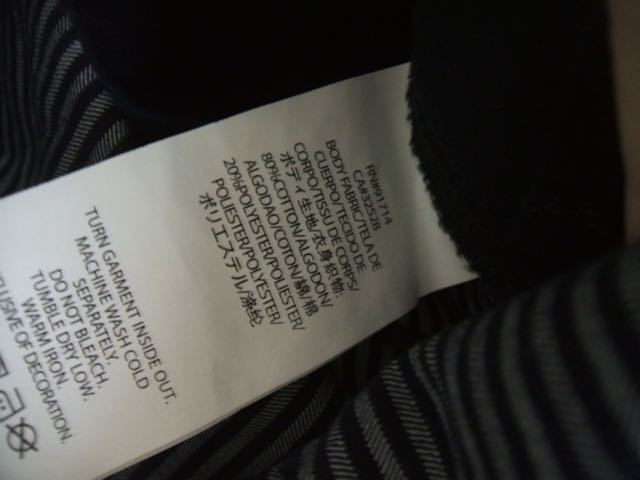 RN#91714
CA#32528
BODY FABRIC/TELA DE
CUERPO/TECIDO DE
CORPO/TISSU DE CORPS/
ボディ生地/衣身织物:
80%COTTON/ALGODON/
ALGODAO/COTON/綿/棉
20%POLYESTER/POLIESTER/
POLIESTER/POLYESTER/
ポリエステル/涤纶
TURN GARMENT INSIDE OUT.
MACHINE WASH COLD
SEPARATELY.
DO NOT BLEACH.
TUMBLE DRY LOW.
WARM IRON.
OF DECORATION.